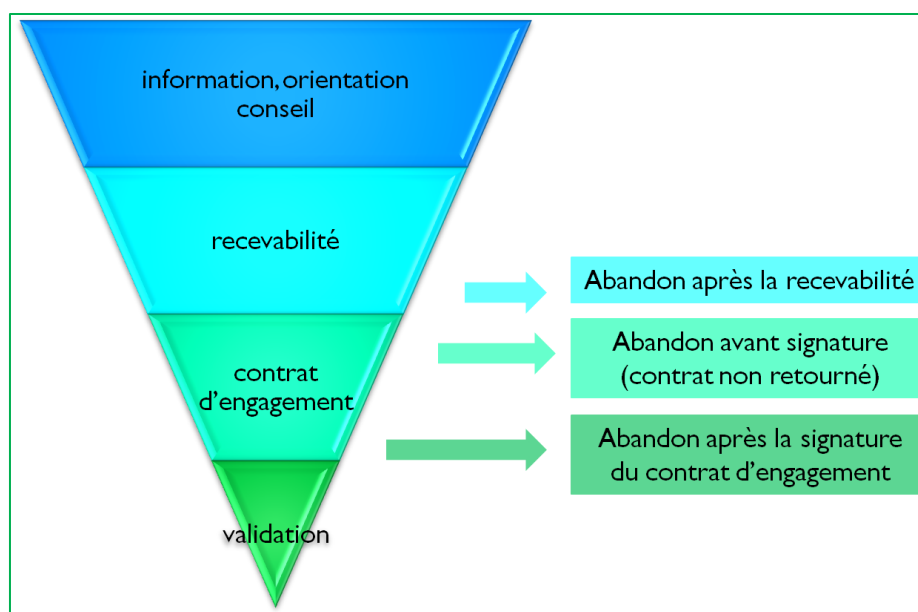 information, orientation
conseil
recevabilité
Abandon après la recevabilité
contrat
d'engagement
Abandon avant signature
(contrat non retourné)
Abandon après la signature
du contrat d'engagement
validation